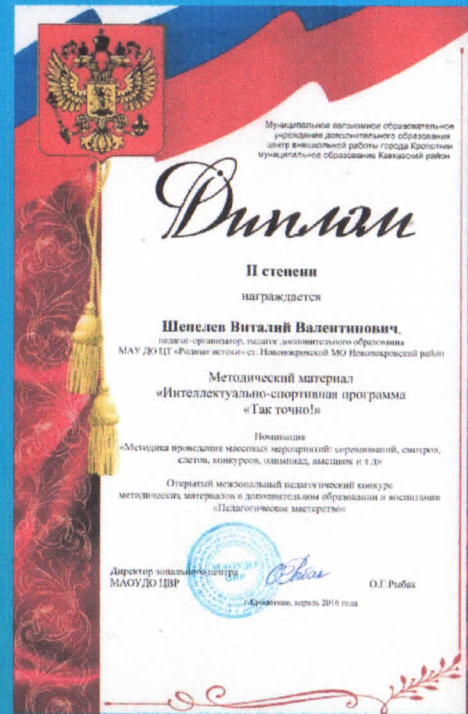 Муниципальное автономное образовательное
учреждение дополнительного образования
центр внешкольной работы города Кропоткин
муниципальное образование Кавказский район
Диплом
II степени
награждается
Шепелев Виталий Валентинович,
педагог-организатор, педагог дополнительного образования
МАУ ДО ЦТ «Родные истоки» ст. Новопокровской МО Новопокровский район
Методический материал
«Интеллектуально-спортивная программа
«Так точно!»
Номинация
«Методика проведения массовых мероприятий: соревнований, смотров,
слетов, конкурсов, олимпиад, выставок и т.д»
Открытый межзональный педагогический конкурс
методических материалов в дополнительном образовании и воспитании
«Педагогическое мастерство»
Директор зонального центра
МАОУДО ЦВР
О.Г.Рыбак
МАОУДО
ЦВР
г.Кропоткин, апрель 2016 года